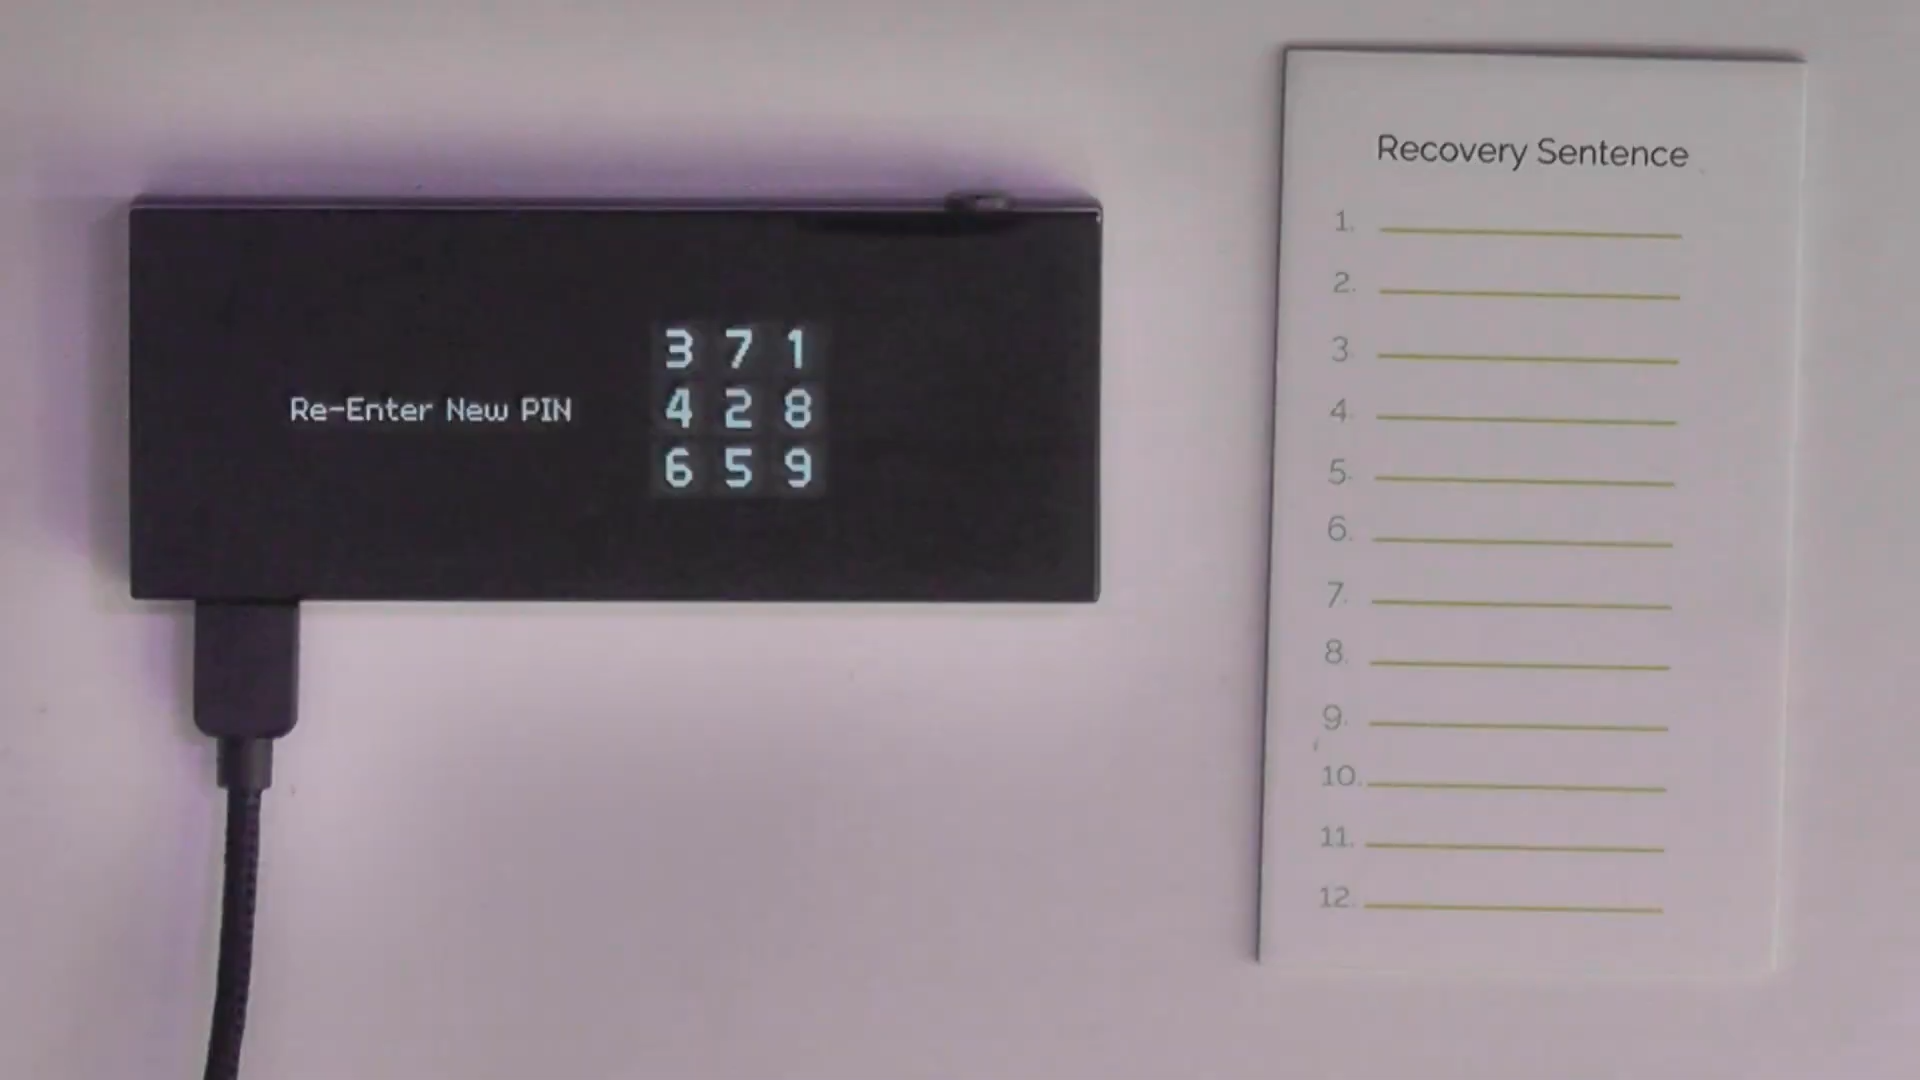 Re-Enter New PIN
3 7 1
4 2 8
6 5 9
Recovery Sentence
1.
2.
3.
4.
5.
6.
7.
8.
9.
10.
11.
12.